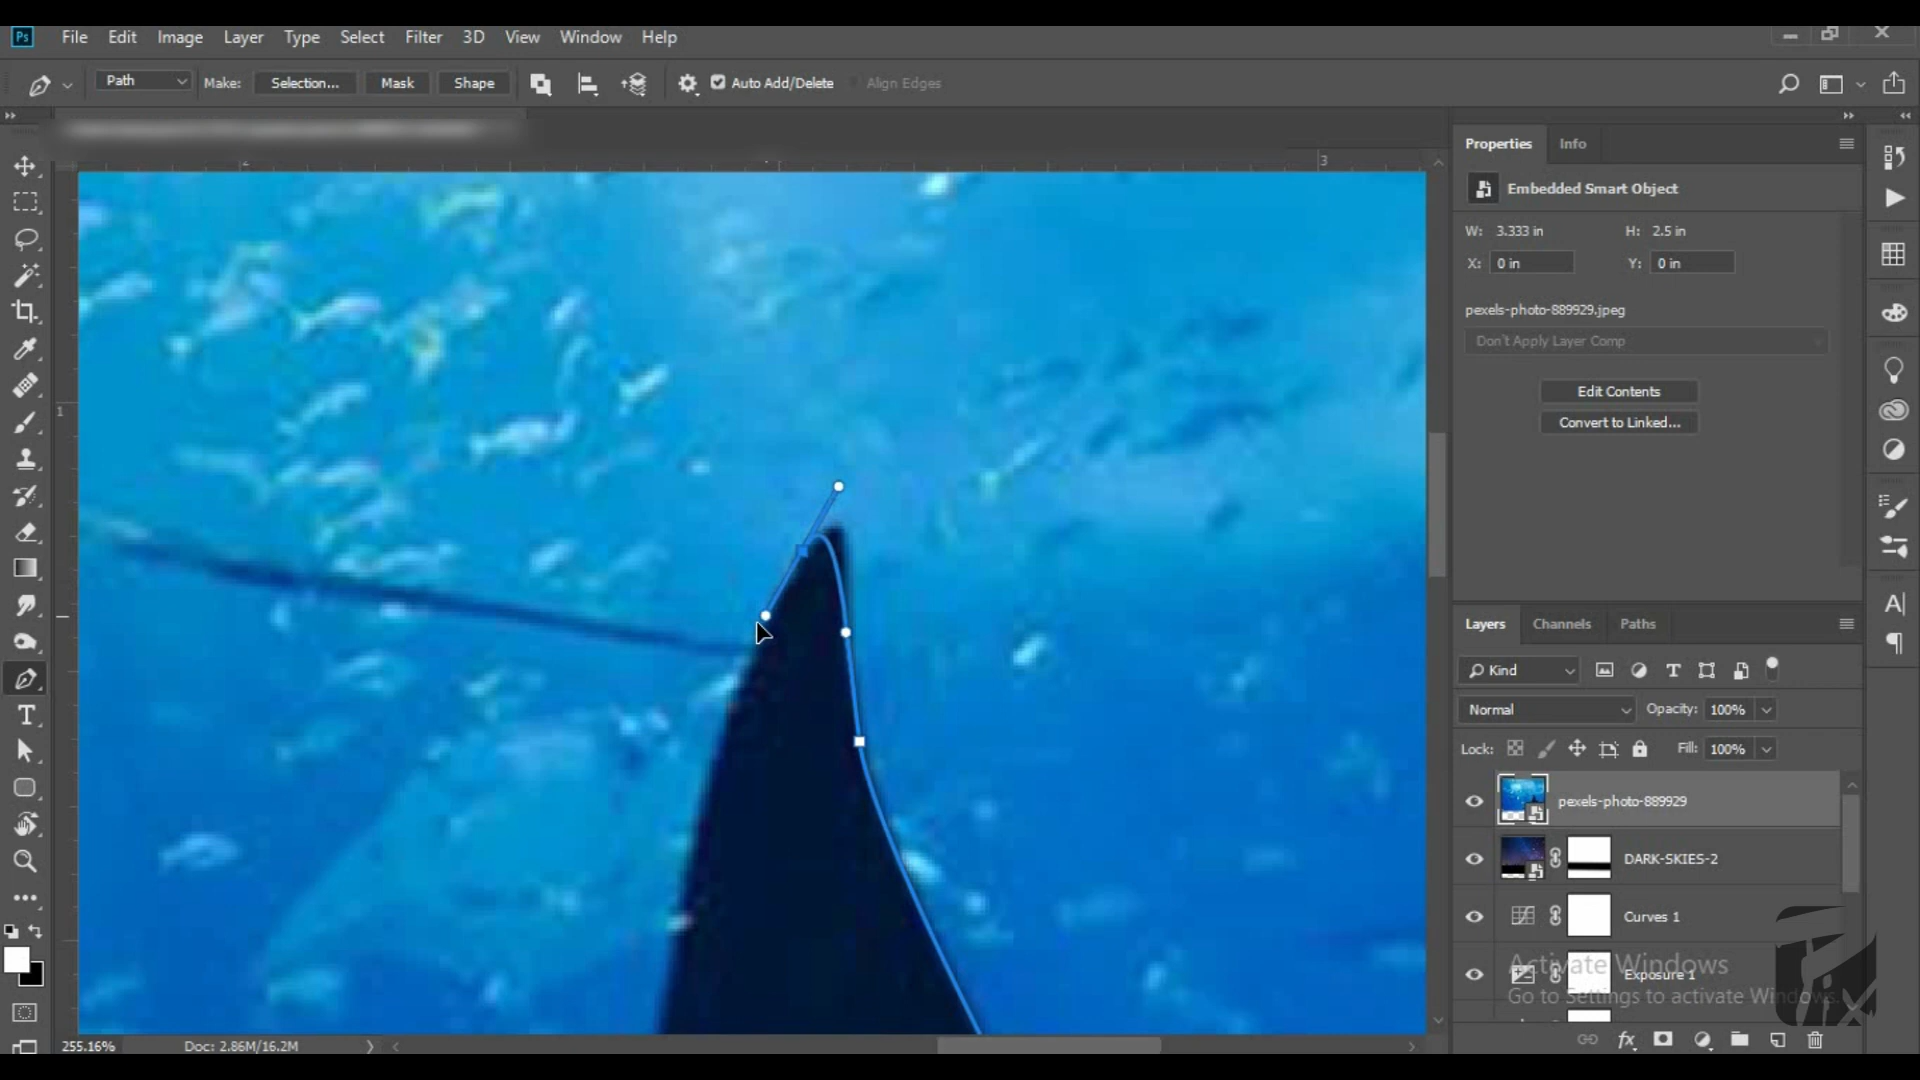 Ps File Edit Image Layer Type Select Filter 3D View Window Help
Path Make: Selection... Mask Shape Auto Add/Delete Align Edges
2 3
1
Properties Info
Embedded Smart Object
W: 3.333 in H: 2.5 in
X: 0 in Y: 0 in
pexels-photo-889929.jpeg
Don't Apply Layer Comp
Edit Contents
Convert to Linked...
Layers Channels Paths
Kind
Normal Opacity: 100%
Lock: Fill: 100%
pexels-photo-889929
DARK-SKIES-2
Curves 1
Exposure 1
Activate Windows
Go to Settings to activate Windows.
255.16% Doc: 2.86M/16.2M